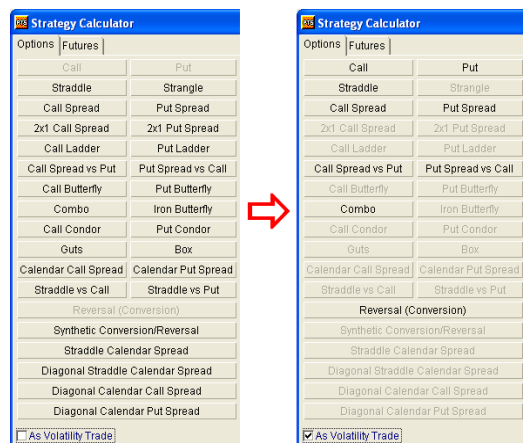 Strategy Calculator
Options Futures
Call Put
Straddle Strangle
Call Spread Put Spread
2x1 Call Spread 2x1 Put Spread
Call Ladder Put Ladder
Call Spread vs Put Put Spread vs Call
Call Butterfly Put Butterfly
Combo Iron Butterfly
Call Condor Put Condor
Guts Box
Calendar Call Spread Calendar Put Spread
Straddle vs Call Straddle vs Put
Reversal (Conversion)
Synthetic Conversion/Reversal
Straddle Calendar Spread
Diagonal Straddle Calendar Spread
Diagonal Calendar Call Spread
Diagonal Calendar Put Spread
As Volatility Trade
Strategy Calculator
Options Futures
Call Put
Straddle Strangle
Call Spread Put Spread
2x1 Call Spread 2x1 Put Spread
Call Ladder Put Ladder
Call Spread vs Put Put Spread vs Call
Call Butterfly Put Butterfly
Combo Iron Butterfly
Call Condor Put Condor
Guts Box
Calendar Call Spread Calendar Put Spread
Straddle vs Call Straddle vs Put
Reversal (Conversion)
Synthetic Conversion/Reversal
Straddle Calendar Spread
Diagonal Straddle Calendar Spread
Diagonal Calendar Call Spread
Diagonal Calendar Put Spread
As Volatility Trade